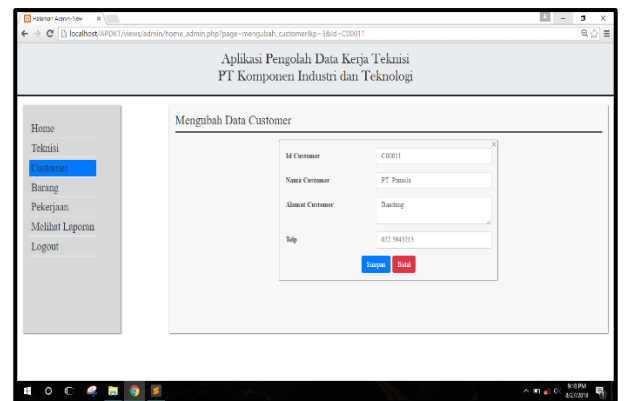 Halaman Admin-New
localhost/APDKT/views/admin/home_admin.php?page=mengubah_customer&p=3&id=C00011
Aplikasi Pengolah Data Kerja Teknisi
PT Komponen Industri dan Teknologi
Home
Teknisi
Customer
Barang
Pekerjaan
Melihat Laporan
Logout
Mengubah Data Customer
Id Customer C00011
Nama Customer PT.
Alamat Customer Bandung
Telp 022 5943213
Simpan Batal
9:10 PM
8/27/2018